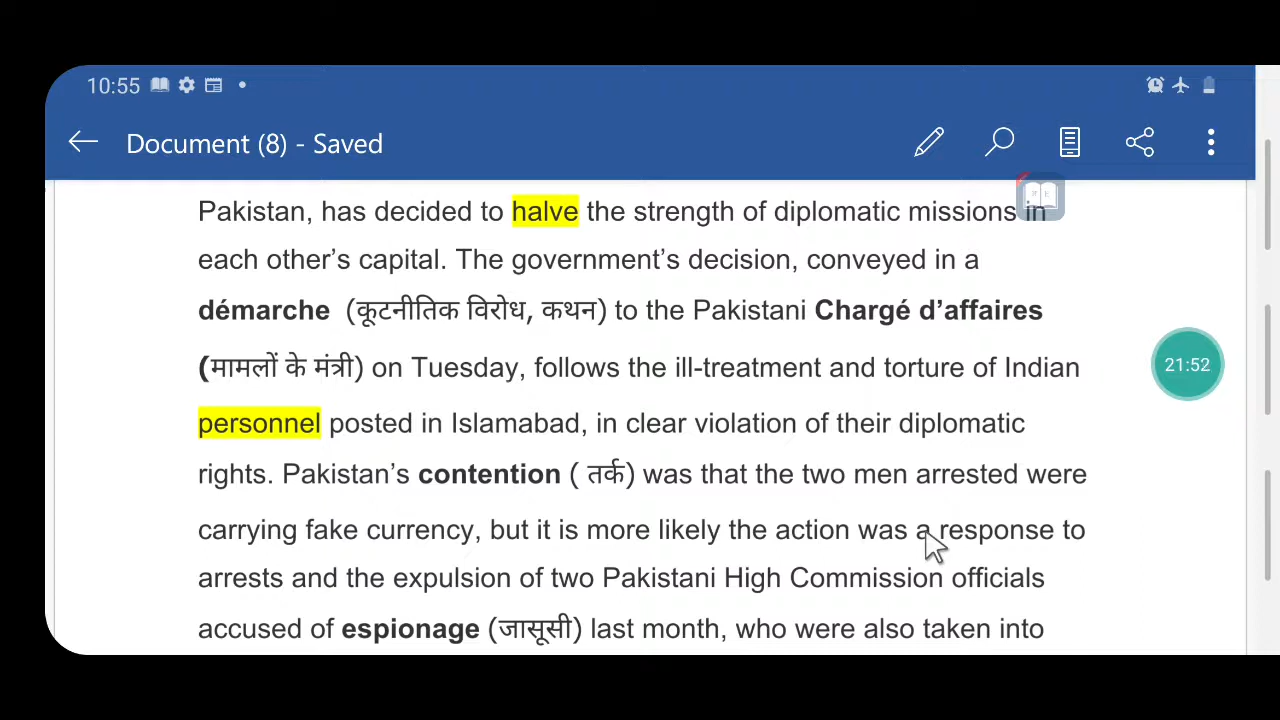 10:55
Document (8) - Saved
Pakistan, has decided to halve the strength of diplomatic missions in
each other’s capital. The government’s decision, conveyed in a
démarche (कूटनीतिक विरोध, कथन) to the Pakistani Chargé d’affaires
(मामलों के मंत्री) on Tuesday, follows the ill-treatment and torture of Indian
21:52
personnel posted in Islamabad, in clear violation of their diplomatic
rights. Pakistan’s contention ( तर्क) was that the two men arrested were
carrying fake currency, but it is more likely the action was a response to
arrests and the expulsion of two Pakistani High Commission officials
accused of espionage (जासूसी) last month, who were also taken into